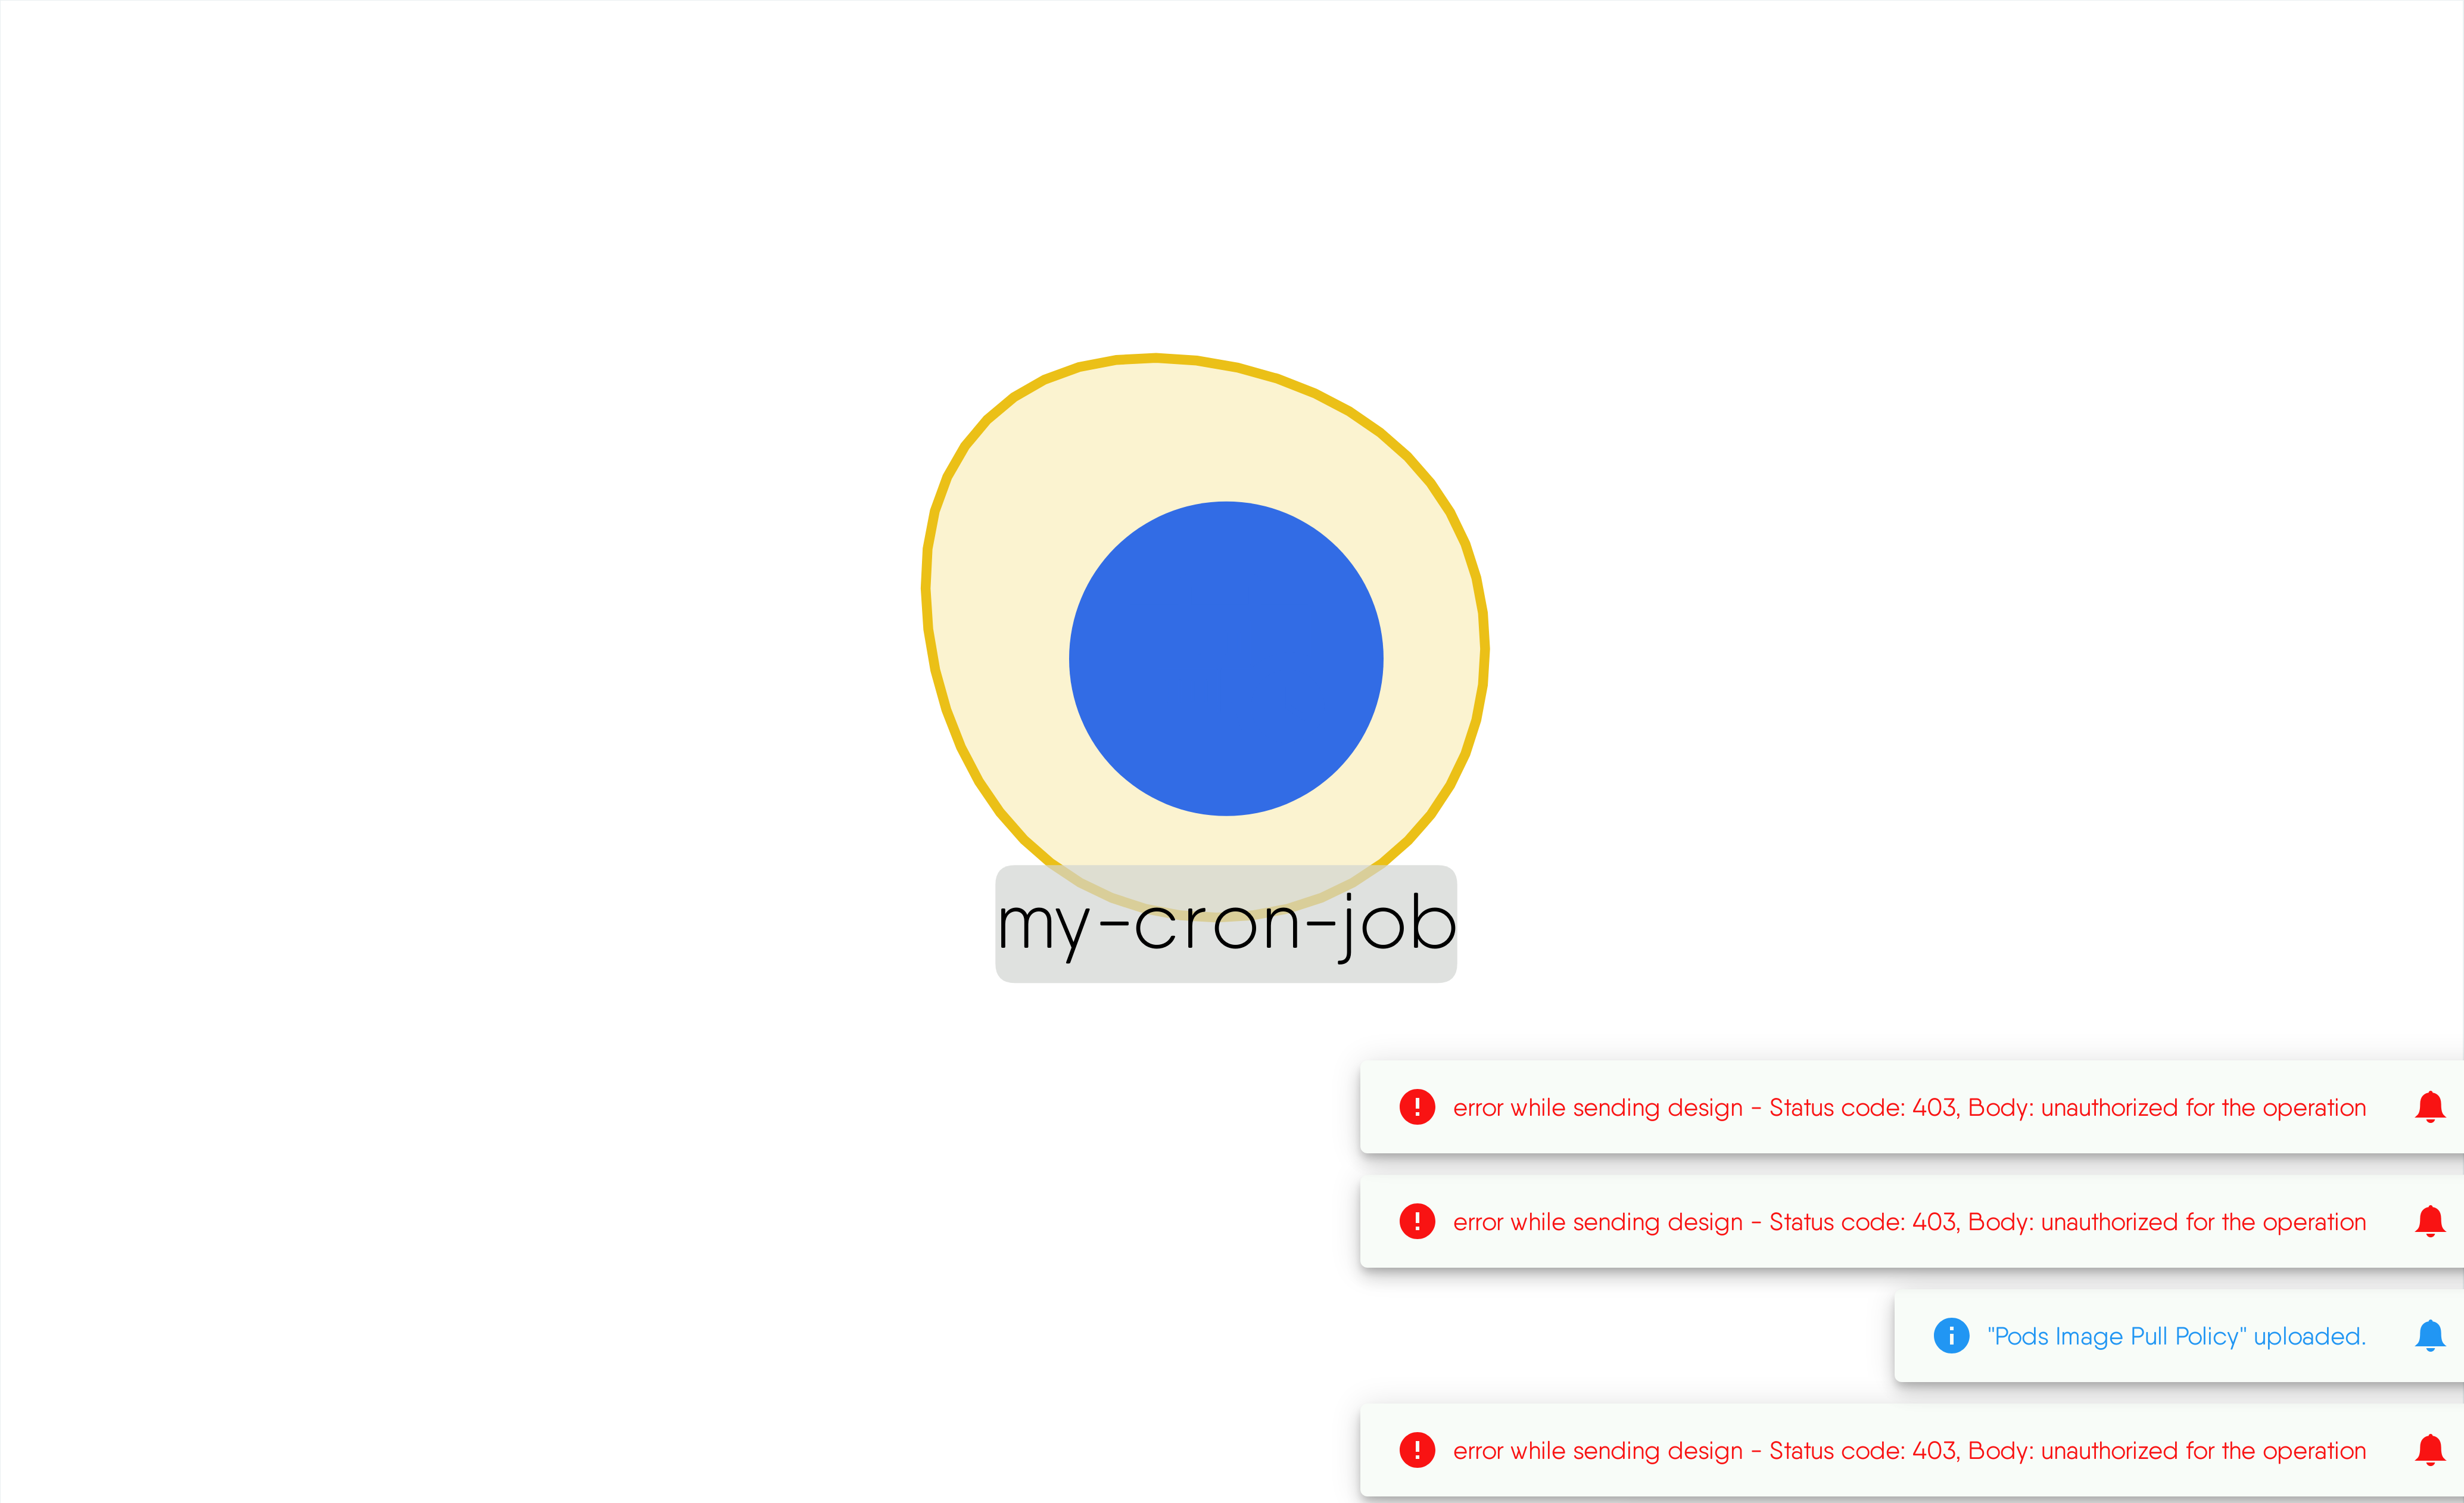 my-cron-job
error while sending design - Status code: 403, Body: unauthorized for the operation
error while sending design - Status code: 403, Body: unauthorized for the operation
"Pods Image Pull Policy" uploaded.
error while sending design - Status code: 403, Body: unauthorized for the operation